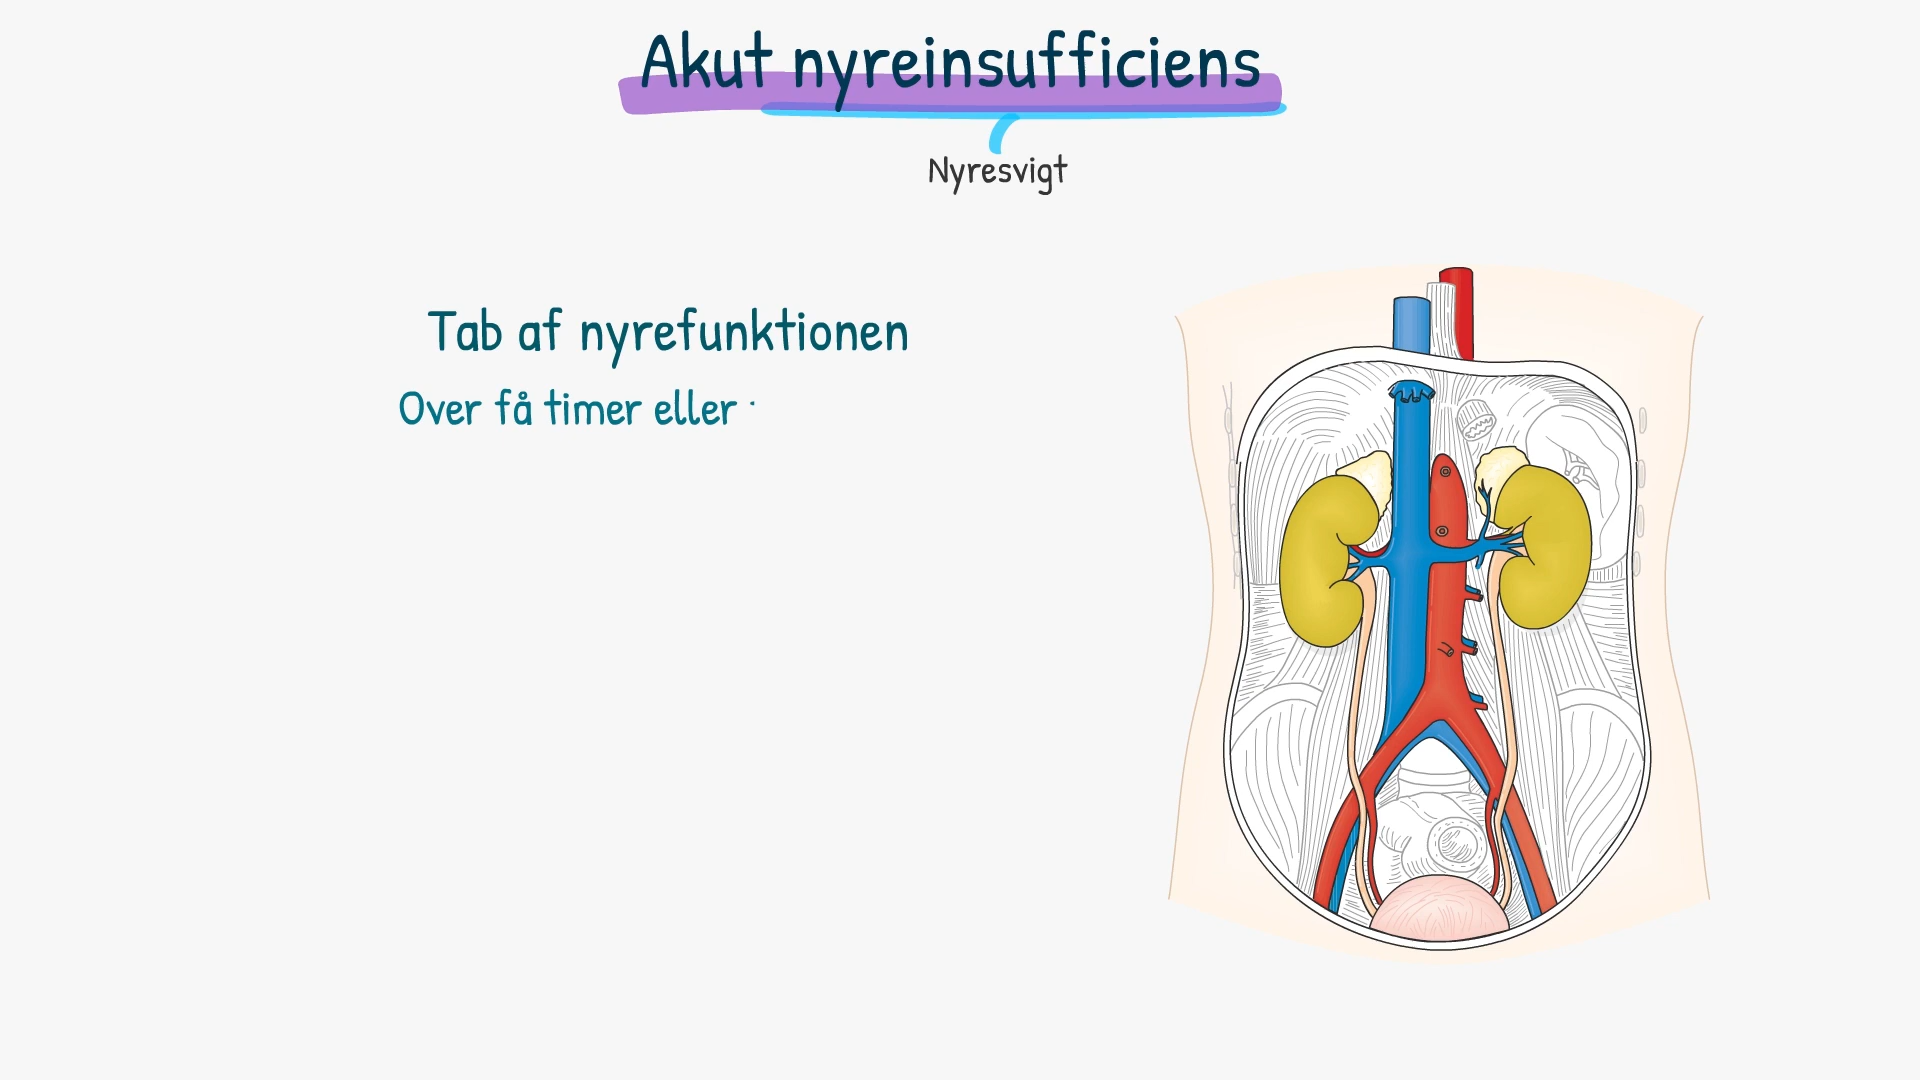 Akut nyreinsufficiens
Nyresvigt
Tab af nyrefunktionen
Over få timer eller